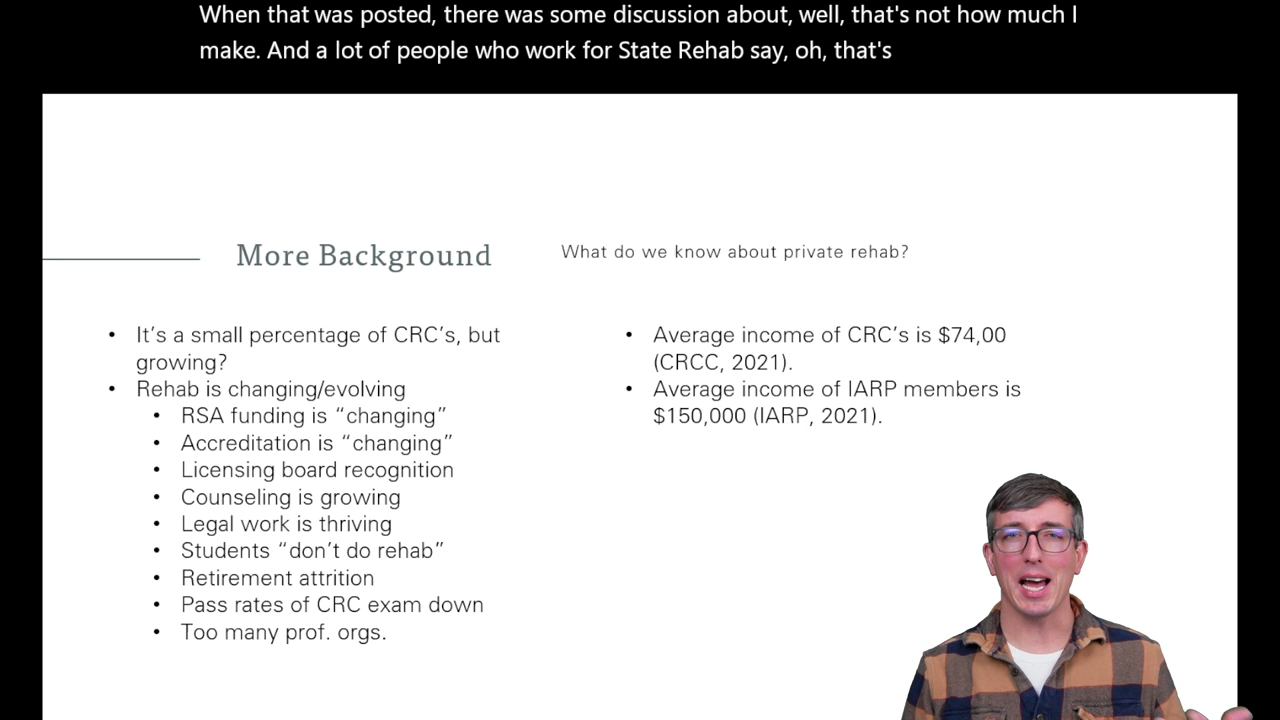 When that was posted, there was some discussion about, well, that's not how much I
make. And a lot of people who work for State Rehab say, oh, that's
More Background
What do we know about private rehab?
• It's a small percentage of CRC's, but
growing?
• Rehab is changing/evolving
• RSA funding is “changing”
• Accreditation is “changing”
• Licensing board recognition
• Counseling is growing
• Legal work is thriving
• Students “don't do rehab”
• Retirement attrition
• Pass rates of CRC exam down
• Too many prof. orgs.
• Average income of CRC's is $74,00
(CRCC, 2021).
• Average income of IARP members is
$150,000 (IARP, 2021).